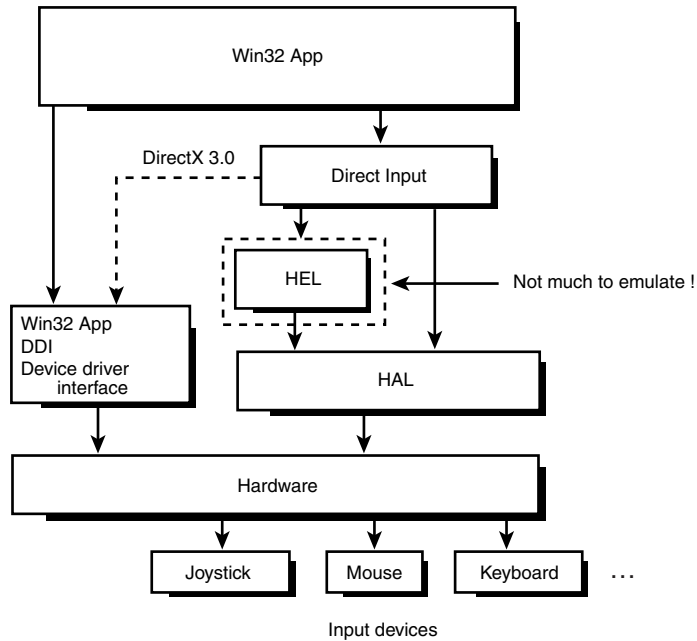 Win32 App
DirectX 3.0
Direct Input
HEL
Not much to emulate !
Win32 App
DDI
Device driver
interface
HAL
Hardware
Joystick
Mouse
Keyboard
...
Input devices